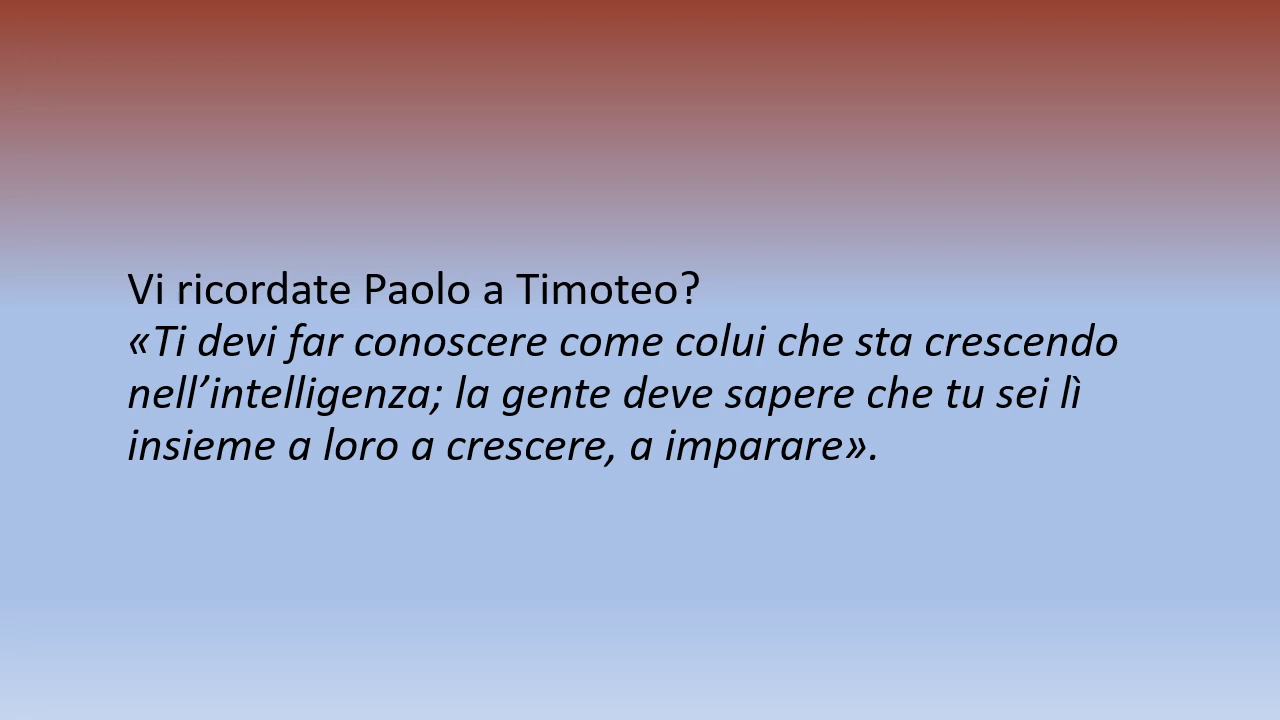 Vi ricordate Paolo a Timoteo?
«Ti devi far conoscere come colui che sta crescendo
nell’intelligenza; la gente deve sapere che tu sei lì
insieme a loro a crescere, a imparare».